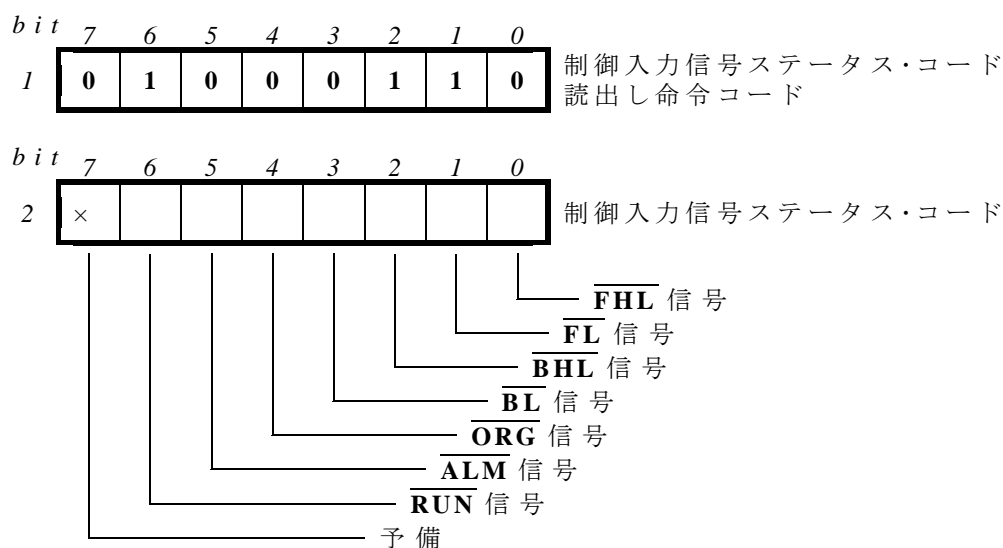 bit 7 6 5 4 3 2 1 0
1 0 1 0 0 0 1 1 0 制御入力信号ステータス・コード
読出し命令コード
bit 7 6 5 4 3 2 1 0
2 × 制御入力信号ステータス・コード
FHL 信号
FL 信号
BHL 信号
BL 信号
ORG 信号
ALM 信号
RUN 信号
予備